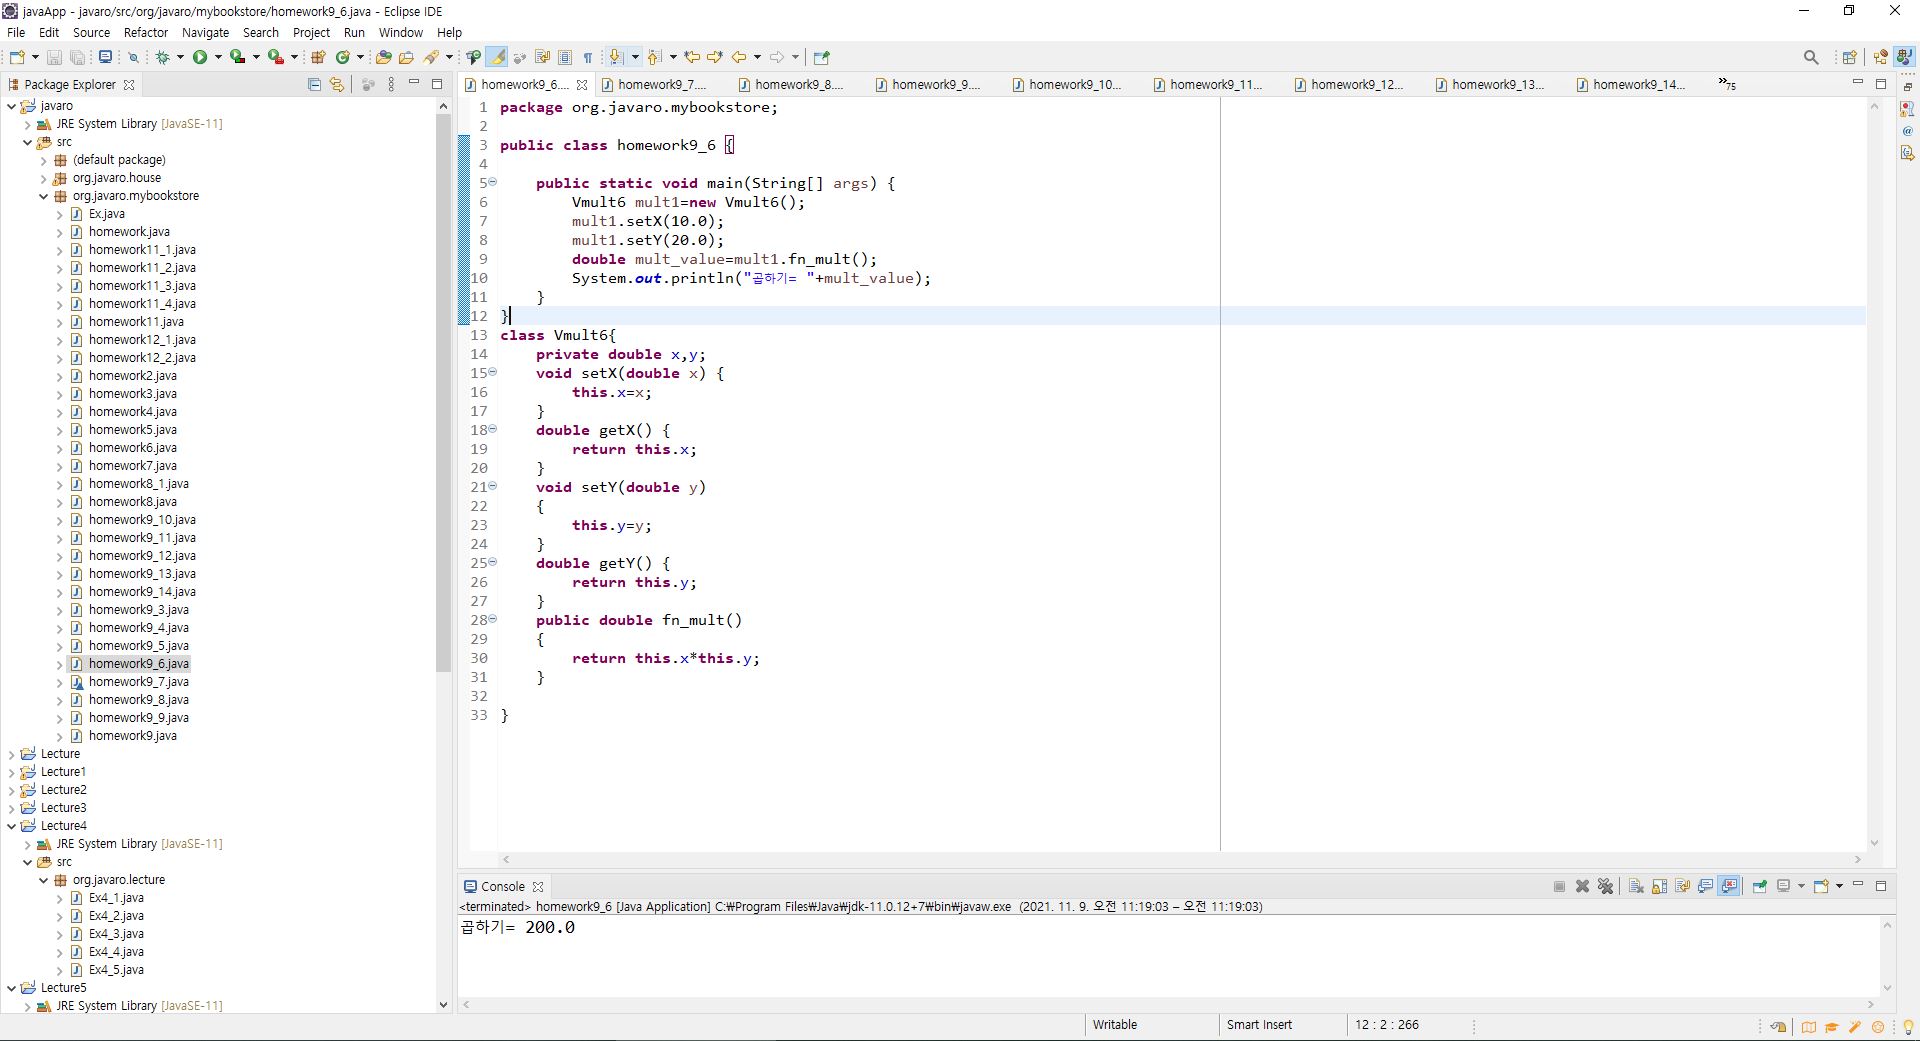 javaApp - javaro/src/org/javaro/mybookstore/homework9_6.java - Eclipse IDE
File Edit Source Refactor Navigate Search Project Run Window Help
Package Explorer
javaro
JRE System Library [JavaSE-11]
src
(default package)
org.javaro.house
org.javaro.mybookstore
Ex.java
homework.java
homework11_1.java
homework11_2.java
homework11_3.java
homework11_4.java
homework11.java
homework12_1.java
homework12_2.java
homework2.java
homework3.java
homework4.java
homework5.java
homework6.java
homework7.java
homework8_1.java
homework8.java
homework9_10.java
homework9_11.java
homework9_12.java
homework9_13.java
homework9_14.java
homework9_3.java
homework9_4.java
homework9_5.java
homework9_6.java
homework9_7.java
homework9_8.java
homework9_9.java
homework9.java
Lecture
Lecture1
Lecture2
Lecture3
Lecture4
JRE System Library [JavaSE-11]
src
org.javaro.lecture
Ex4_1.java
Ex4_2.java
Ex4_3.java
Ex4_4.java
Ex4_5.java
Lecture5
JRE System Library [JavaSE-11]
homework9_6.... homework9_7.... homework9_8.... homework9_9.... homework9_10... homework9_11... homework9_12... homework9_13... homework9_14... »75
1 package org.javaro.mybookstore;
2
3 public class homework9_6 {
4
5 public static void main(String[] args) {
6 Vmult6 mult1=new Vmult6();
7 mult1.setX(10.0);
8 mult1.setY(20.0);
9 double mult_value=mult1.fn_mult();
10 System.out.println("곱하기= "+mult_value);
11 }
12 }
13 class Vmult6{
14 private double x,y;
15 void setX(double x) {
16 this.x=x;
17 }
18 double getX() {
19 return this.x;
20 }
21 void setY(double y)
22 {
23 this.y=y;
24 }
25 double getY() {
26 return this.y;
27 }
28 public double fn_mult()
29 {
30 return this.x*this.y;
31 }
32
33 }
Console
<terminated> homework9_6 [Java Application] C:₩Program Files₩Java₩jdk-11.0.12+7₩bin₩javaw.exe (2021. 11. 9. 오전 11:19:03 – 오전 11:19:03)
곱하기= 200.0
Writable Smart Insert 12 : 2 : 266